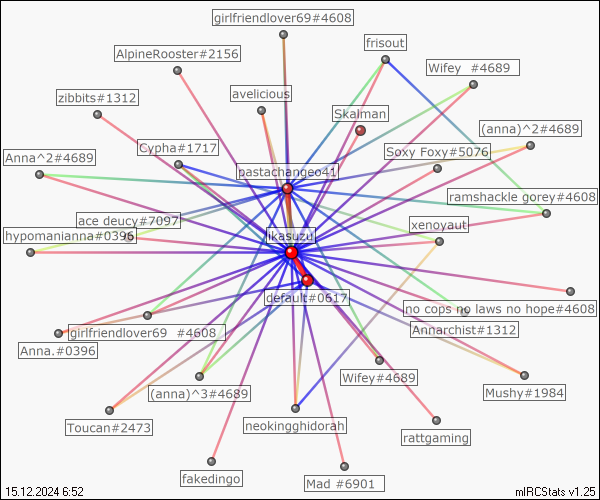 girlfriendlover69#4608
frisout
AlpineRooster#2156
Wifey #4689
zibbits#1312
avelicious
Skalman
(anna)^2#4689
Cypha#1717
Soxy Foxy#5076
Anna^2#4689
pastachangeo41
ramshackle gorey#4608
ace deucy#7097
xenoyaut
hypomanianna#0396
ikasuzu
default#0617
no cops no laws no hope#4608
girlfriendlover69 #4608
Annarchist#1312
Anna.#0396
Wifey#4689
(anna)^3#4689
Mushy#1984
Toucan#2473
neokingghidorah
rattgaming
fakedingo
Mad #6901
15.12.2024 6:52
mIRCStats v1.25